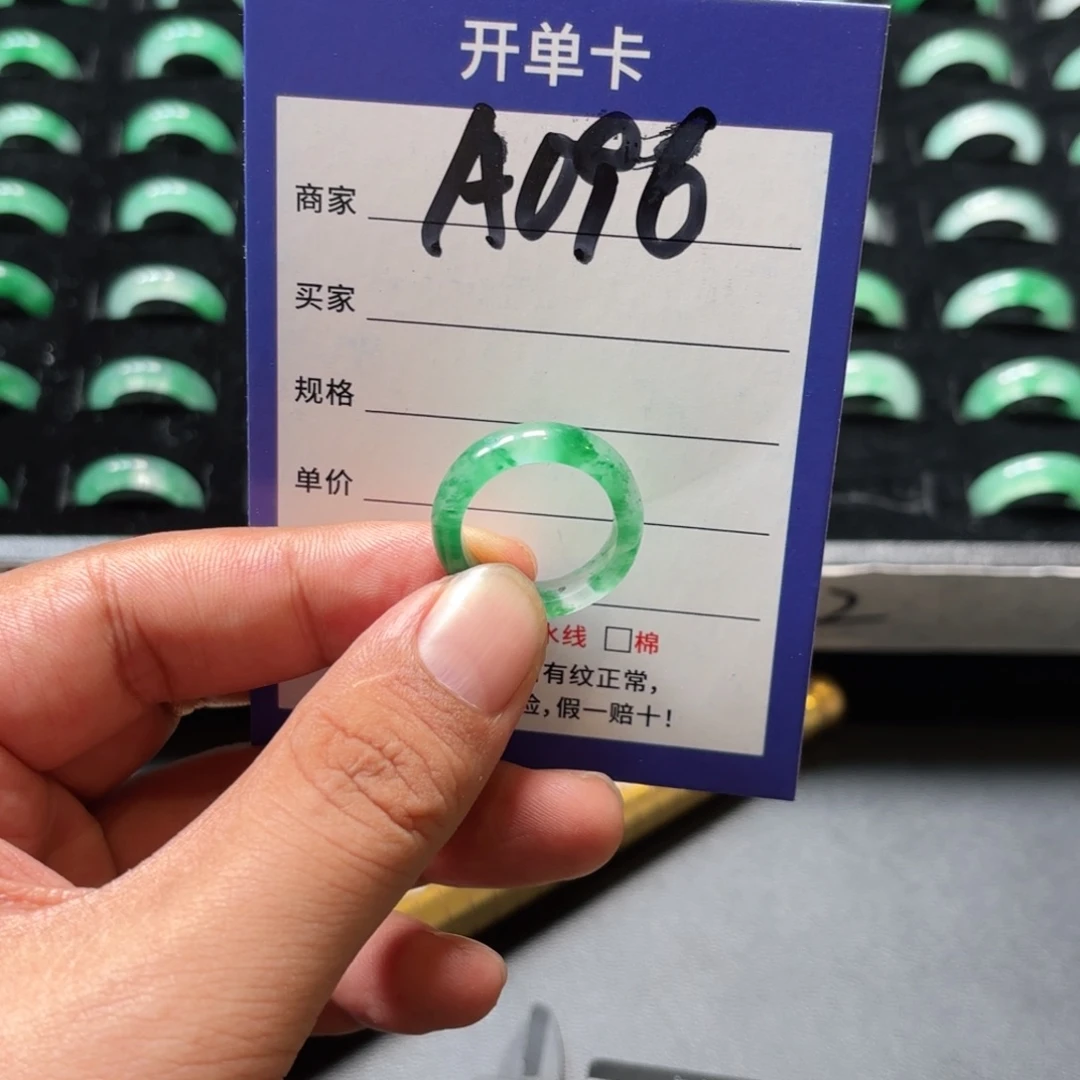 开单卡
商家 A096
买家
规格
单价
水线 □棉
有纹正常，
验，假一赔十！
2